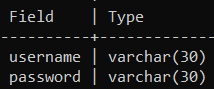 Field | Type
----------+-------------
username | varchar(30)
password | varchar(30)